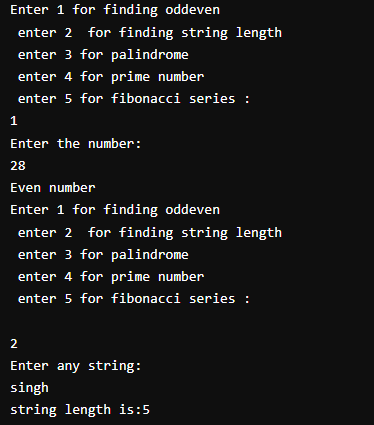 Enter 1 for finding oddeven
enter 2  for finding string length
enter 3 for palindrome
enter 4 for prime number
enter 5 for fibonacci series :
1
Enter the number:
28
Even number
Enter 1 for finding oddeven
enter 2  for finding string length
enter 3 for palindrome
enter 4 for prime number
enter 5 for fibonacci series :
2
Enter any string:
singh
string length is:5